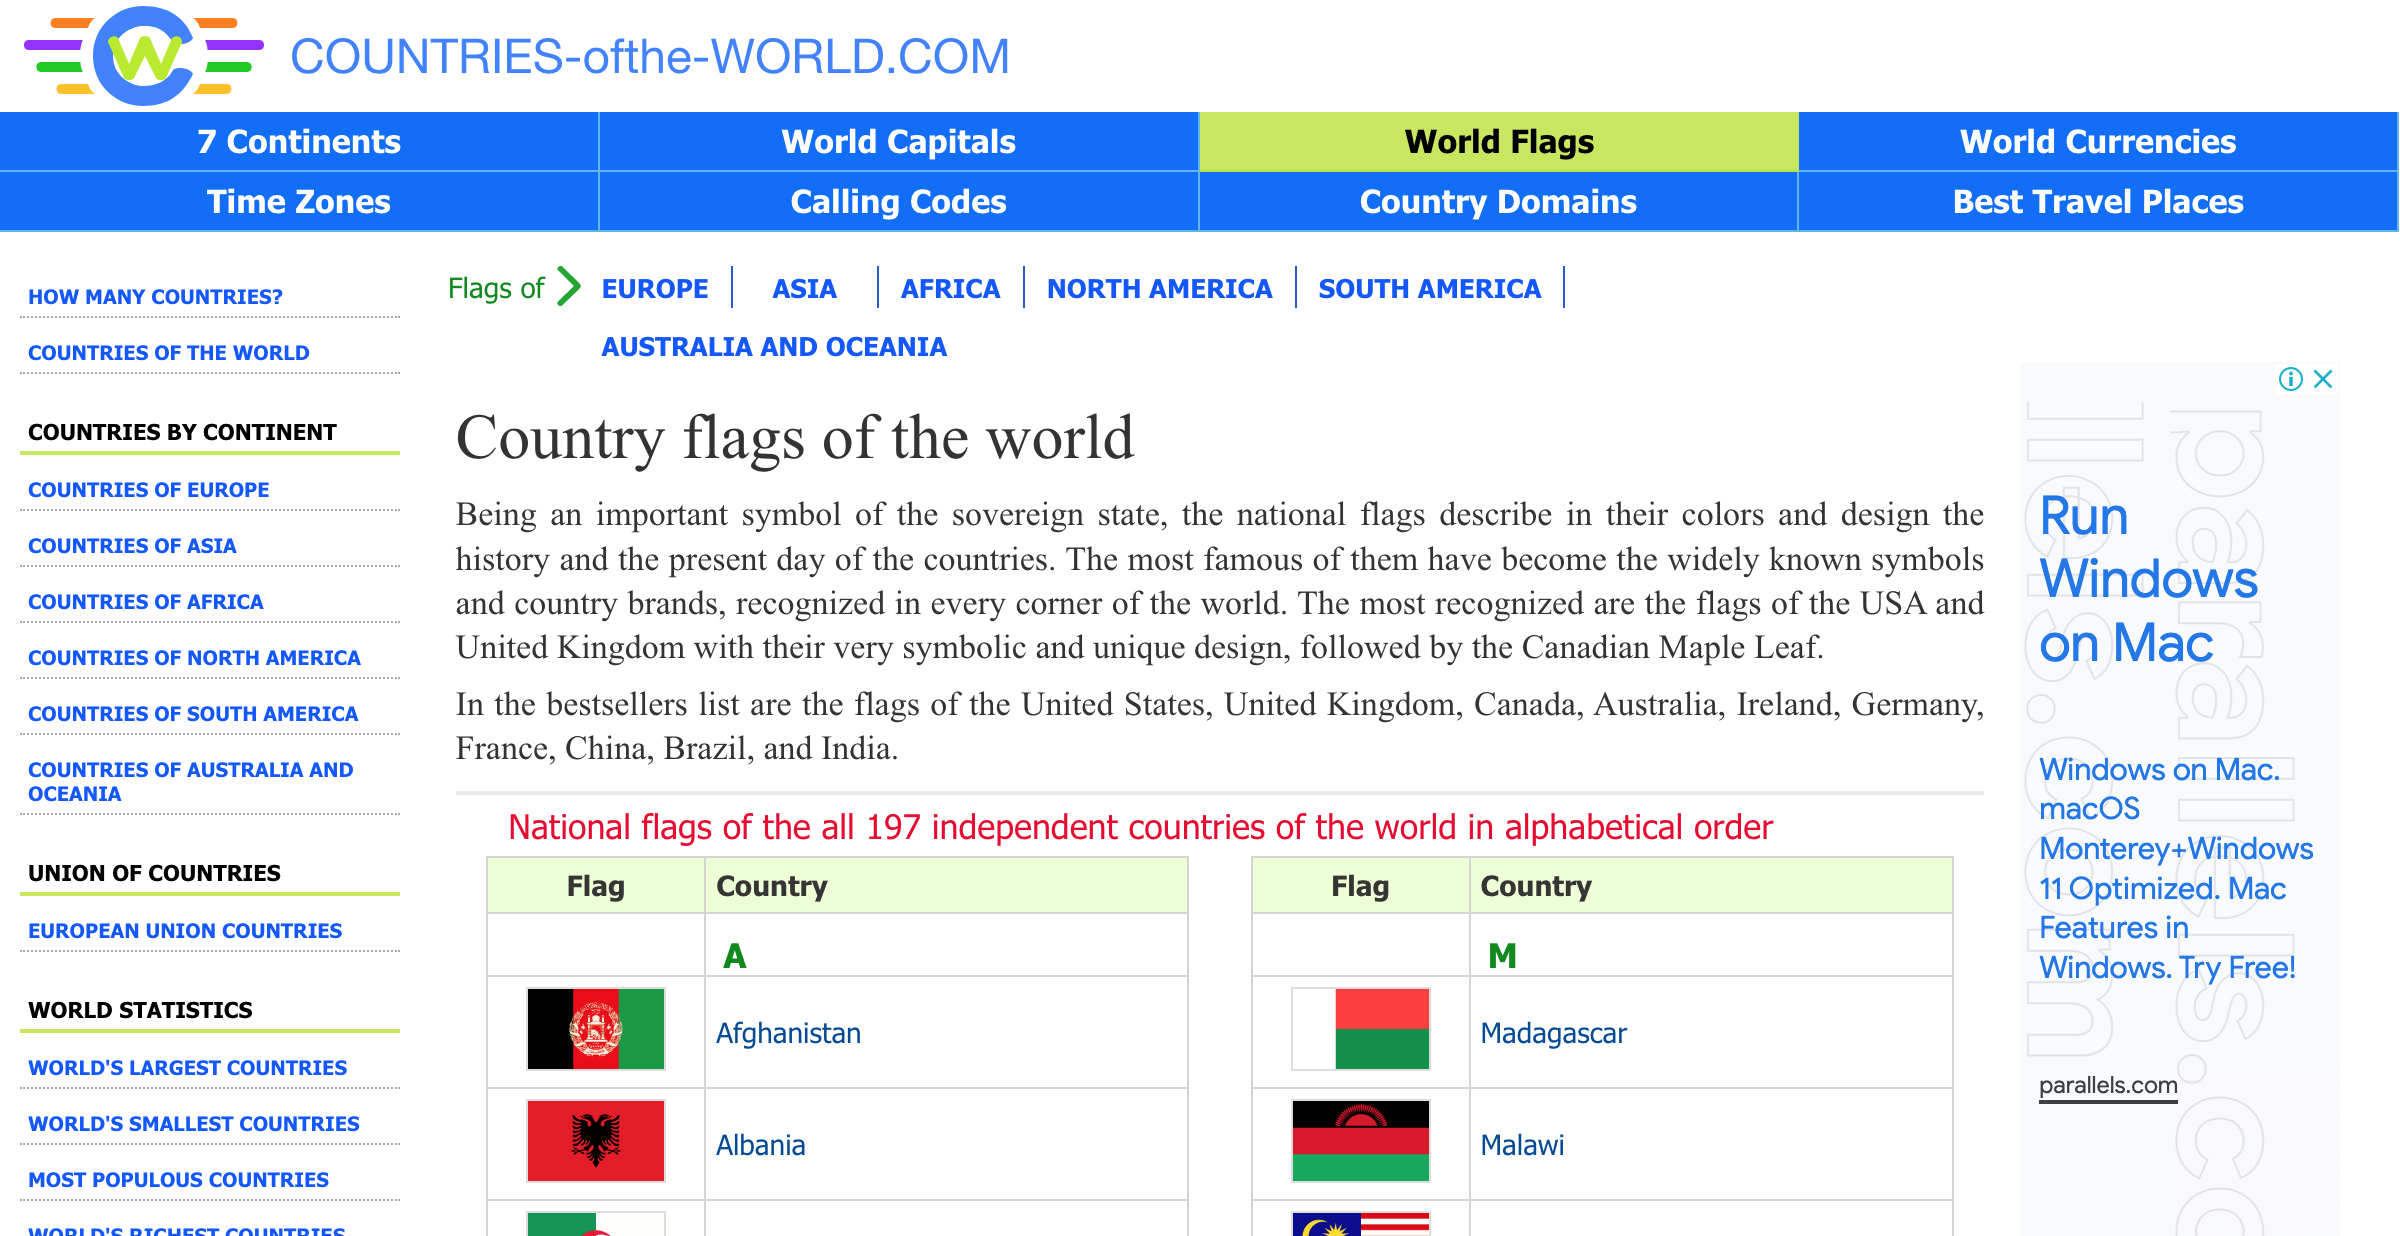 COUNTRIES-ofthe-WORLD.COM
7 Continents
World Capitals
World Flags
World Currencies
Time Zones
Calling Codes
Country Domains
Best Travel Places
HOW MANY COUNTRIES?
COUNTRIES OF THE WORLD
COUNTRIES BY CONTINENT
COUNTRIES OF EUROPE
COUNTRIES OF ASIA
COUNTRIES OF AFRICA
COUNTRIES OF NORTH AMERICA
COUNTRIES OF SOUTH AMERICA
COUNTRIES OF AUSTRALIA AND
OCEANIA
UNION OF COUNTRIES
EUROPEAN UNION COUNTRIES
WORLD STATISTICS
WORLD'S LARGEST COUNTRIES
WORLD'S SMALLEST COUNTRIES
MOST POPULOUS COUNTRIES
WORLD'S RICHEST COUNTRIES
Flags of
EUROPE
ASIA
AFRICA
NORTH AMERICA
SOUTH AMERICA
AUSTRALIA AND OCEANIA
Country flags of the world
Being an important symbol of the sovereign state, the national flags describe in their colors and design the
history and the present day of the countries. The most famous of them have become the widely known symbols
and country brands, recognized in every corner of the world. The most recognized are the flags of the USA and
United Kingdom with their very symbolic and unique design, followed by the Canadian Maple Leaf.
In the bestsellers list are the flags of the United States, United Kingdom, Canada, Australia, Ireland, Germany,
France, China, Brazil, and India.
National flags of the all 197 independent countries of the world in alphabetical order
Flag
Country
A
Afghanistan
Albania
Flag
Country
M
Madagascar
Malawi
Run
Windows
on Mac
Windows on Mac.
macOS
Monterey+Windows
11 Optimized. Mac
Features in
Windows. Try Free!
parallels.com
parallels.co
lls.com